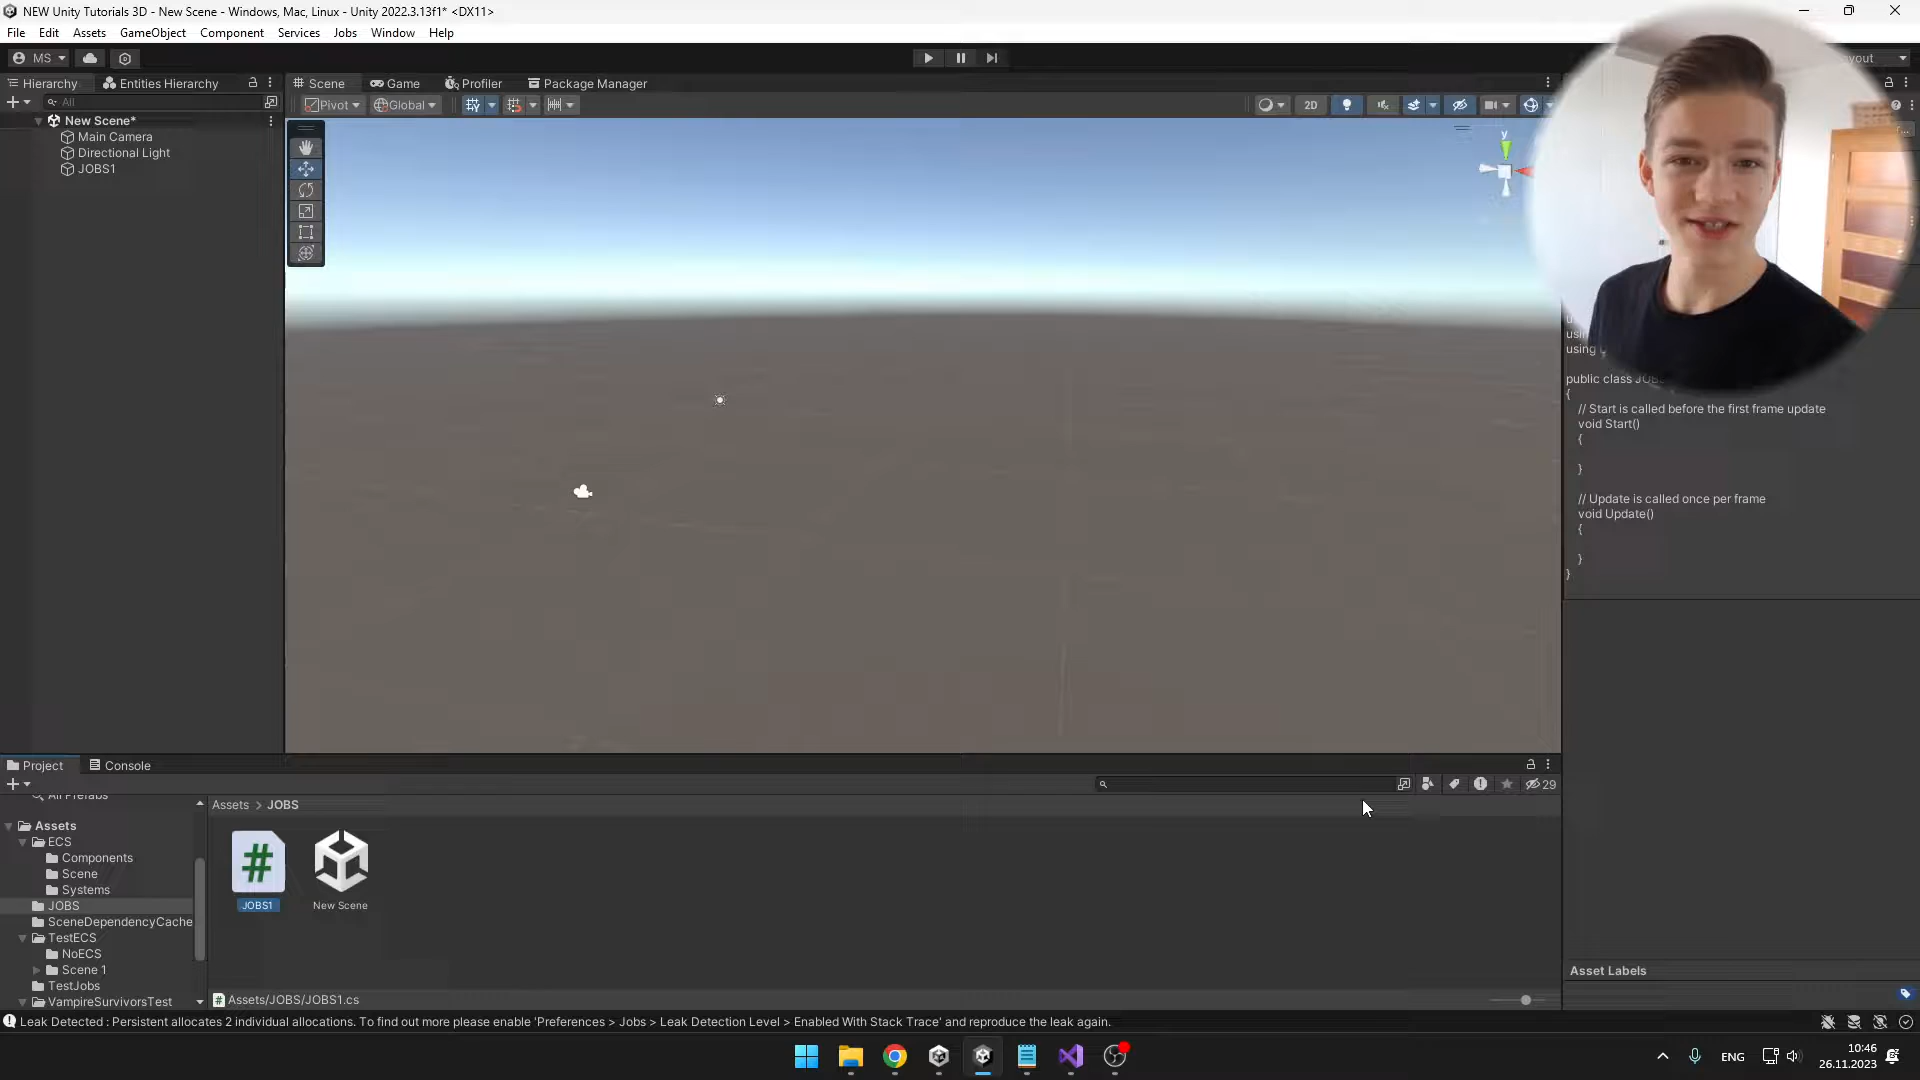 NEW Unity Tutorials 3D - New Scene - Windows, Mac, Linux - Unity 2022.3.13f1* <DX11>
File Edit Assets GameObject Component Services Jobs Window Help
MS
Hierarchy Entities Hierarchy Scene Game Profiler Package Manager
All Pivot Global 2D
New Scene*
Main Camera
Directional Light
JOBS1
y
using
public class
{
// Start is called before the first frame update
void Start()
{
}
// Update is called once per frame
void Update()
{
}
}
Project Console
29
All Prefabs
Assets > JOBS
Assets
ECS
Components
Scene
Systems
JOBS
SceneDependencyCache
TestECS
NoECS
Scene 1
TestJobs
VampireSurvivorsTest
JOBS1 New Scene
Assets/JOBS/JOBS1.cs
Asset Labels
Leak Detected : Persistent allocates 2 individual allocations. To find out more please enable 'Preferences > Jobs > Leak Detection Level > Enabled With Stack Trace' and reproduce the leak again.
ENG
10:46
26.11.2023